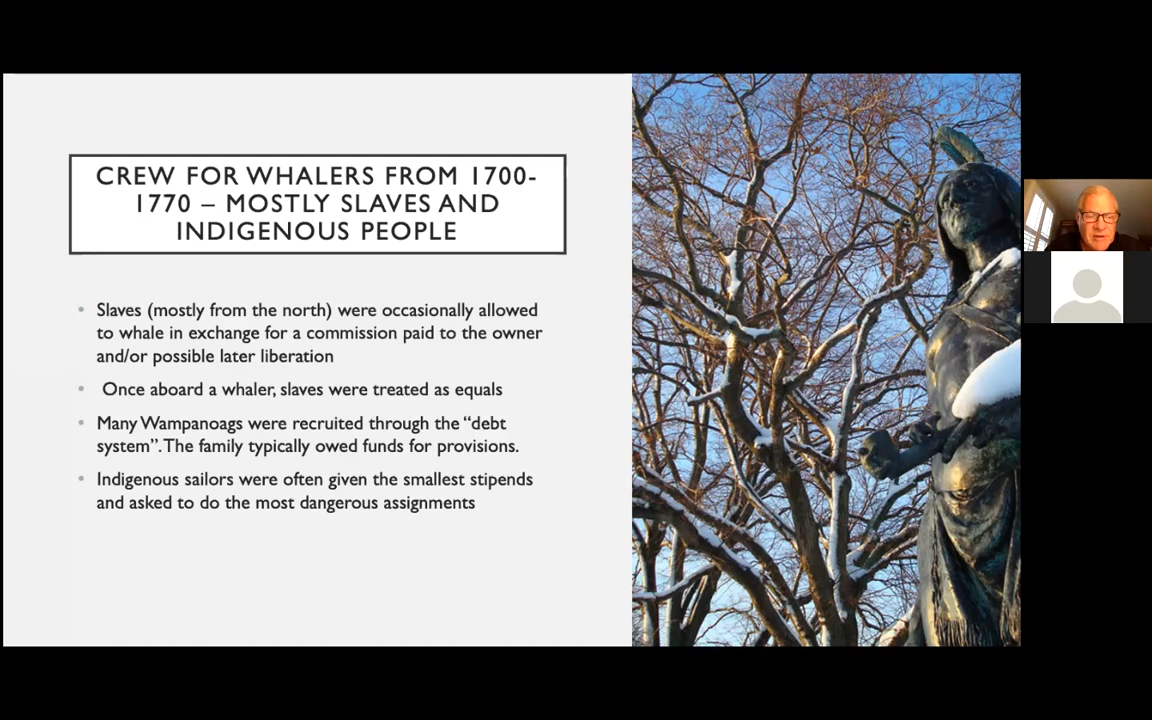 CREW FOR WHALERS FROM 1700-
1770 – MOSTLY SLAVES AND
INDIGENOUS PEOPLE
• Slaves (mostly from the north) were occasionally allowed
to whale in exchange for a commission paid to the owner
and/or possible later liberation
• Once aboard a whaler, slaves were treated as equals
• Many Wampanoags were recruited through the “debt
system”. The family typically owed funds for provisions.
• Indigenous sailors were often given the smallest stipends
and asked to do the most dangerous assignments